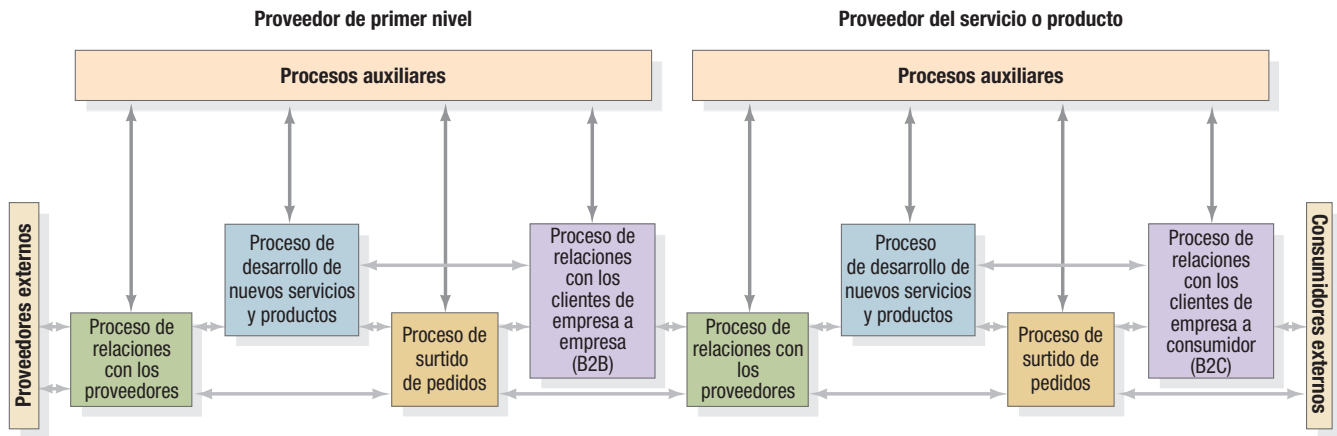 Proveedor de primer nivel
Proveedor del servicio o producto
Procesos auxiliares
Procesos auxiliares
Proveedores externos
Proceso de
relaciones
con los
proveedores
Proceso de
desarrollo de
nuevos servicios
y productos
Proceso de
surtido
de pedidos
Proceso de
relaciones
con los
clientes de
empresa a
empresa
(B2B)
Proceso de
relaciones con
los
proveedores
Proceso
de desarrollo de
nuevos servicios
y productos
Proceso de
surtido de
pedidos
Proceso de
relaciones
con los
clientes de
empresa a
consumidor
(B2C)
Consumidores externos